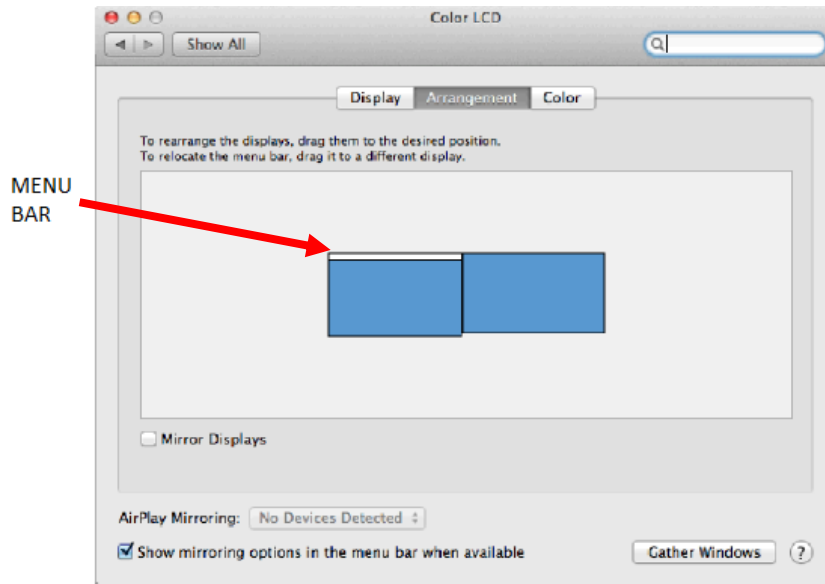 Color LCD
Show All
Display Arrangement Color
To rearrange the displays, drag them to the desired position.
To relocate the menu bar, drag it to a different display.
MENU
BAR
Mirror Displays
AirPlay Mirroring: No Devices Detected
Show mirroring options in the menu bar when available Gather Windows ?